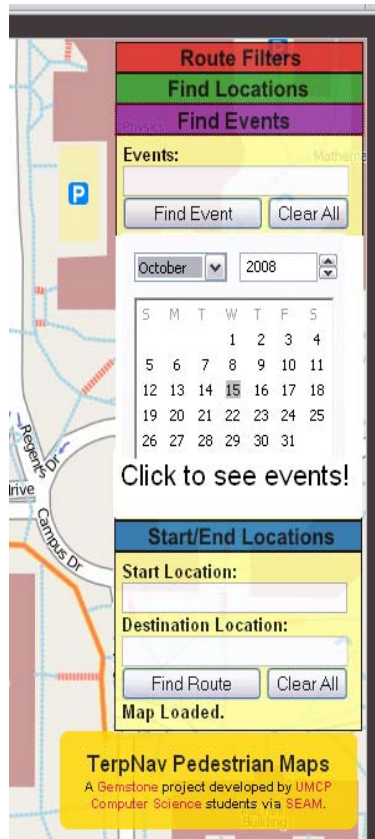 Route Filters
Find Locations
Find Events
Events:
Mathema
P
Find Event Clear All
October 2008
S M T W T F S
1 2 3 4
5 6 7 8 9 10 11
12 13 14 15 16 17 18
19 20 21 22 23 24 25
26 27 28 29 30 31
Click to see events!
Regents Dr
rive
Campus Dr
Start/End Locations
Start Location:
Destination Location:
Find Route Clear All
Map Loaded.
TerpNav Pedestrian Maps
A Gemstone project developed by UMCP
Computer Science students via SEAM.
Building